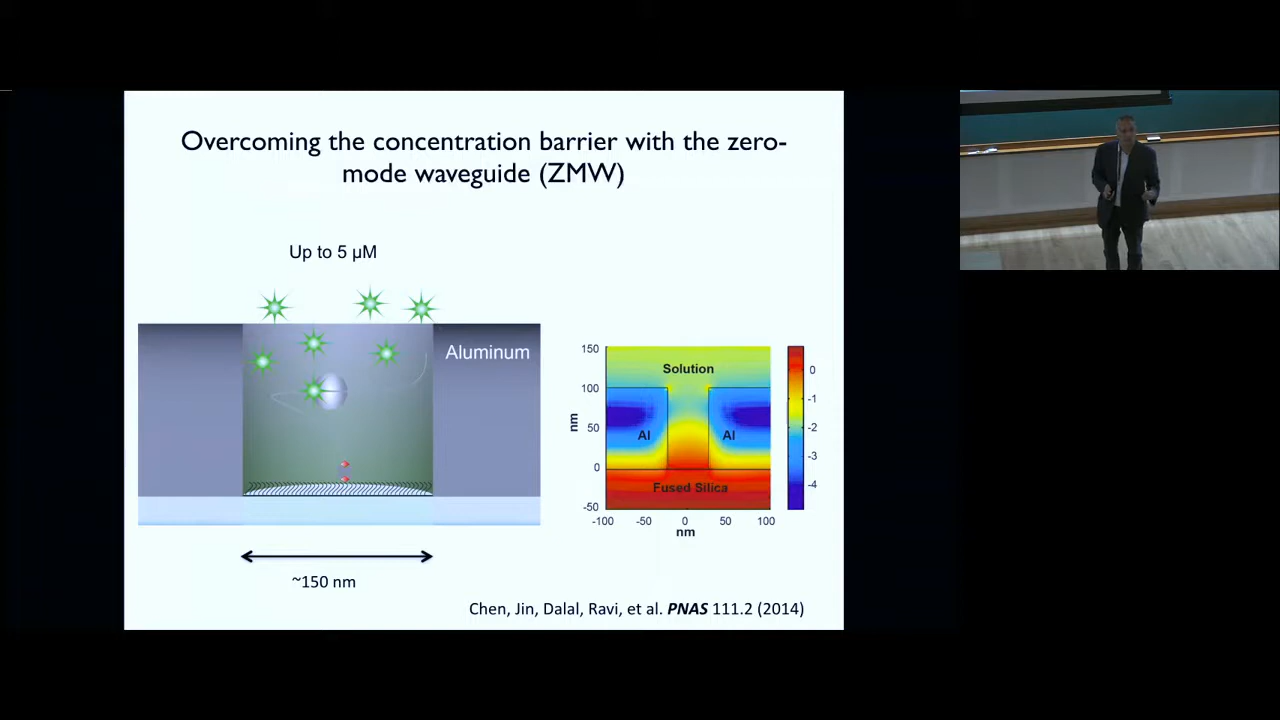 Overcoming the concentration barrier with the zero-
mode waveguide (ZMW)
Up to 5 µM
Aluminum
~150 nm
150
100
50
0
-50
nm
Solution
Al
Al
Fused Silica
-100
-50
0
50
100
nm
0
-1
-2
-3
-4
Chen, Jin, Dalal, Ravi, et al. PNAS 111.2 (2014)